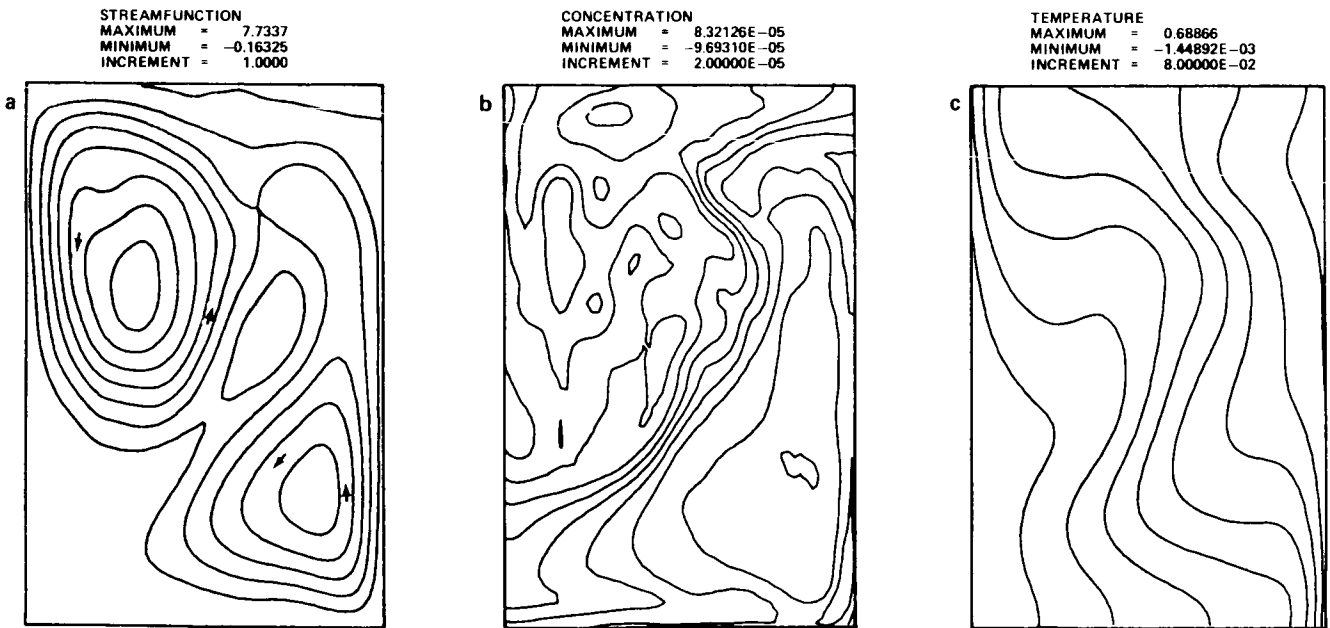 STREAMFUNCTION
MAXIMUM = 7.7337
MINIMUM = −0.16325
INCREMENT = 1.0000
CONCENTRATION
MAXIMUM = 8.32126E−05
MINIMUM = −9.69310E−05
INCREMENT = 2.00000E−05
TEMPERATURE
MAXIMUM = 0.68866
MINIMUM = −1.44892E−03
INCREMENT = 8.00000E−02
a
b
c